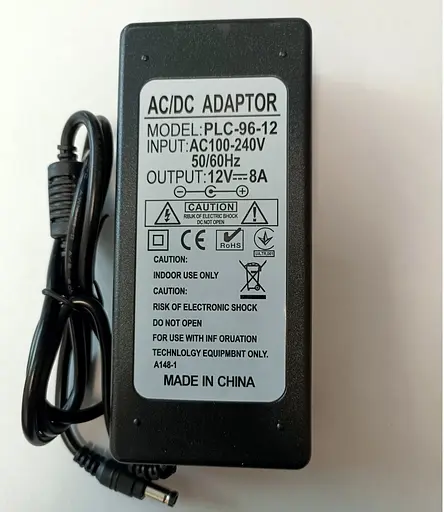 AC/DC ADAPTOR
MODEL:PLC-96-12
INPUT:AC100-240V
50/60Hz
OUTPUT:12V⎓8A
CAUTION
RISUK OF ELECTRIC SHOCK
DO NOT OPEN
CE
RoHS
CAUTION:
INDOOR USE ONLY
CAUTION:
RISK OF ELECTRONIC SHOCK
DO NOT OPEN
FOR USE WITH INF ORUATION
TECHNLOLGY EQUIPMBNT ONLY.
A148-1
MADE IN CHINA